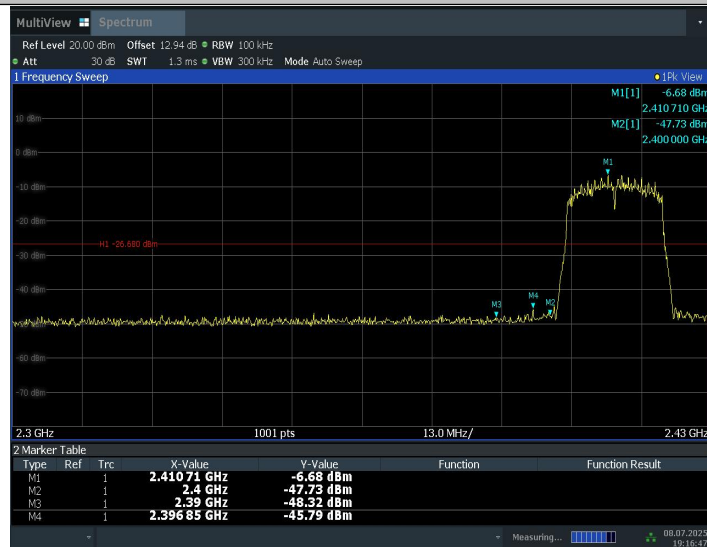 MultiView Spectrum
Ref Level 20.00 dBm Offset 12.94 dB RBW 100 kHz
Att 30 dB SWT 1.3 ms VBW 300 kHz Mode Auto Sweep
1 Frequency Sweep 1Pk View
M1[1] -6.68 dBm
2.410 710 GHz
10 dBm
M2[1] -47.73 dBm
2.400 000 GHz
0 dBm
M1
-10 dBm
-20 dBm
H1 -26.680 dBm
-30 dBm
-40 dBm
M3 M4 M2
-60 dBm
-70 dBm
2.3 GHz 1001 pts 13.0 MHz/ 2.43 GHz
2 Marker Table
Type Ref Trc X-Value Y-Value Function Function Result
M1 1 2.410 71 GHz -6.68 dBm
M2 1 2.4 GHz -47.73 dBm
M3 1 2.39 GHz -48.32 dBm
M4 1 2.396 85 GHz -45.79 dBm
Measuring... 08.07.2025
19:16:47